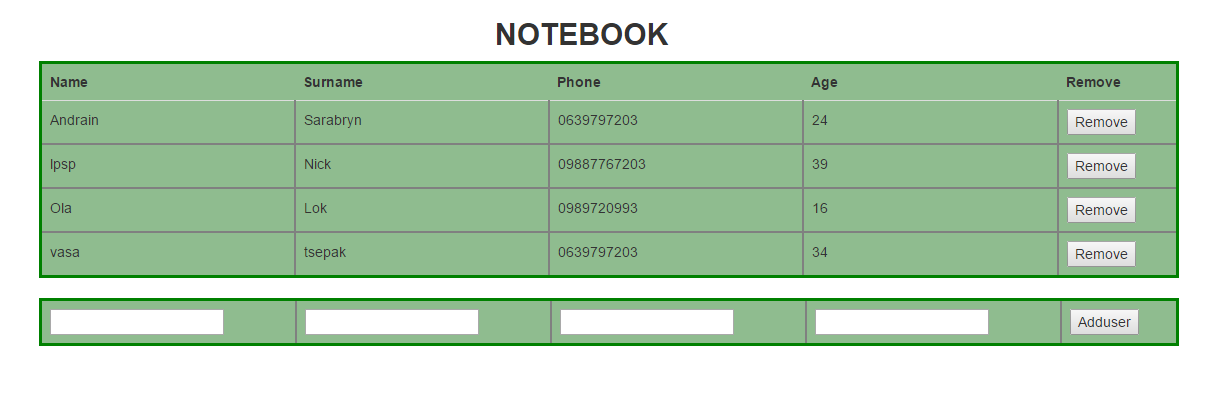 NOTEBOOK
Name Surname Phone Age Remove
Andrain Sarabryn 0639797203 24 Remove
Ipsp Nick 09887767203 39 Remove
Ola Lok 0989720993 16 Remove
vasa tsepak 0639797203 34 Remove
Adduser